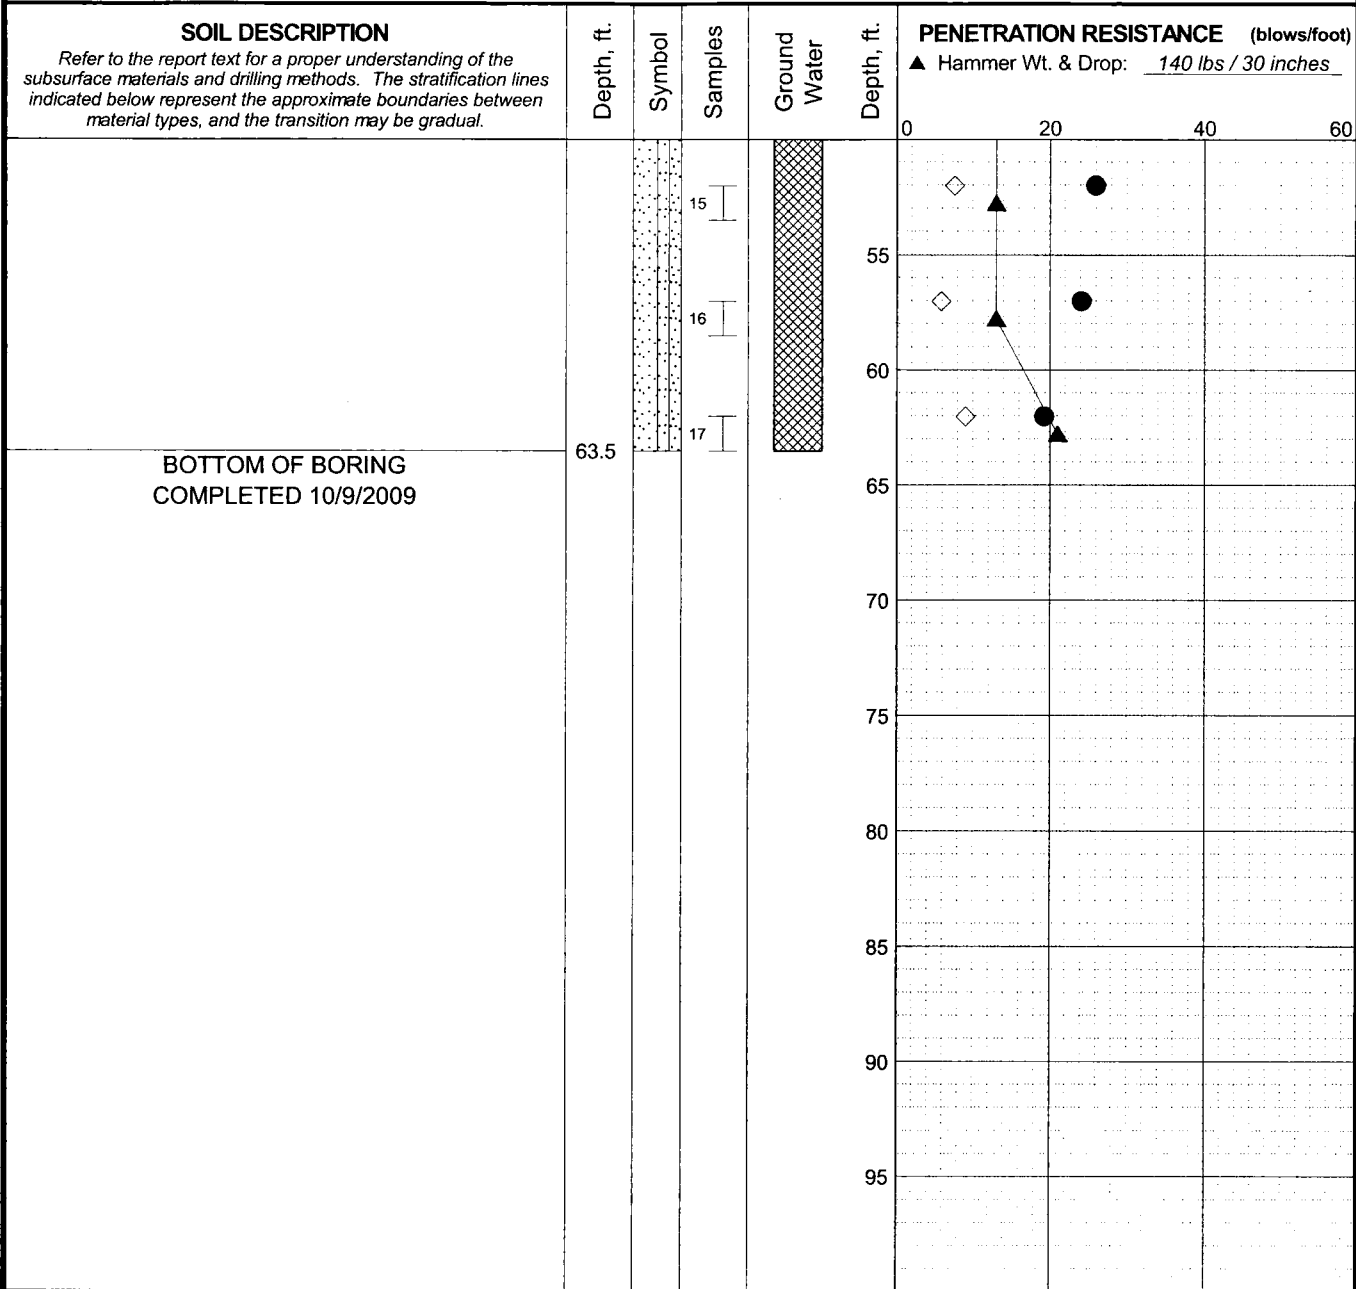 SOIL DESCRIPTION
Refer to the report text for a proper understanding of the
subsurface materials and drilling methods. The stratification lines
indicated below represent the approximate boundaries between
material types, and the transition may be gradual.
Depth, ft.
Symbol
Samples
Ground
Water
Depth, ft.
PENETRATION RESISTANCE (blows/foot)
▲ Hammer Wt. & Drop: 140 lbs / 30 inches
0 20 40 60
15
55
16
60
17
63.5
BOTTOM OF BORING
COMPLETED 10/9/2009
65
70
75
80
85
90
95